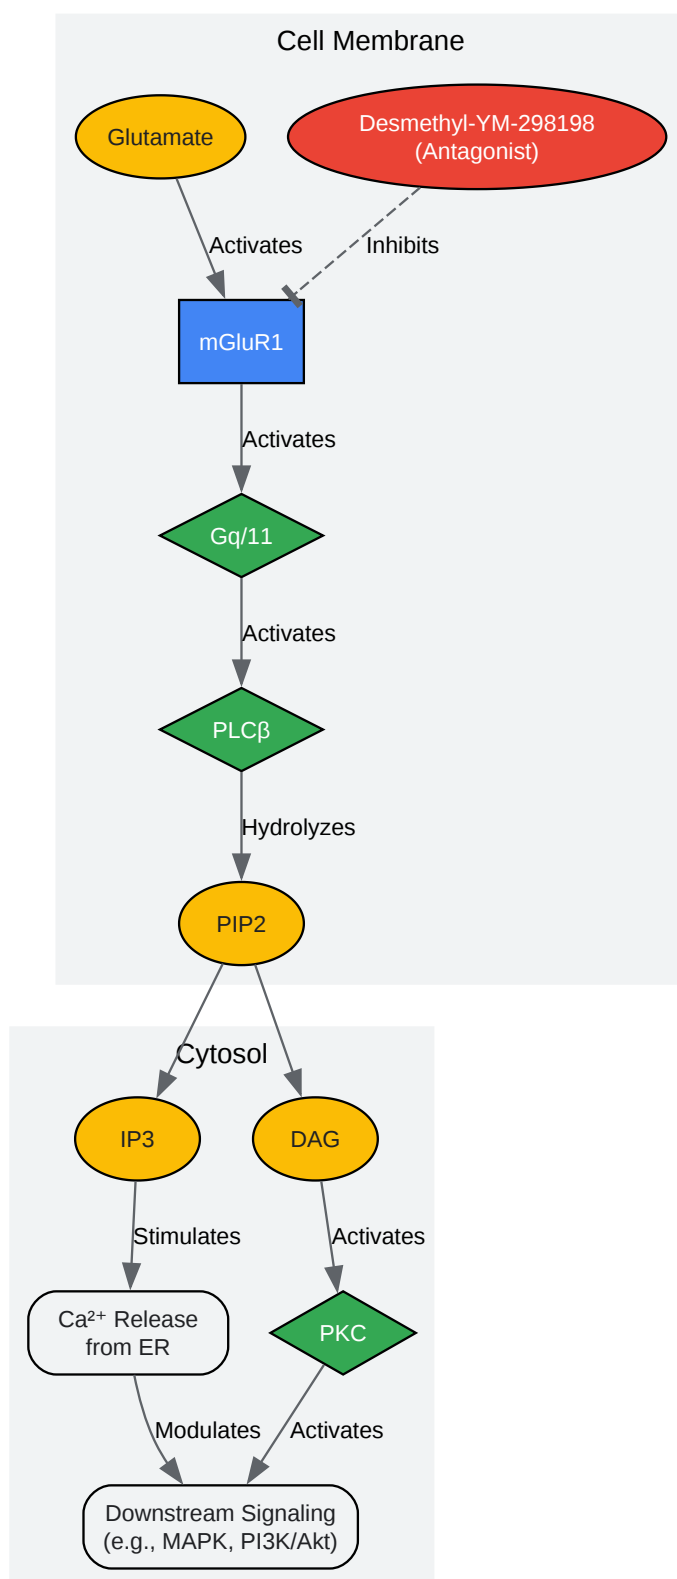 Cell Membrane
Glutamate
Desmethyl-YM-298198
(Antagonist)
Activates
Inhibits
mGluR1
Activates
Gq/11
Activates
PLCβ
Hydrolyzes
PIP2
Cytosol
IP3
DAG
Stimulates
Activates
Ca²⁺ Release
from ER
PKC
Modulates
Activates
Downstream Signaling
(e.g., MAPK, PI3K/Akt)